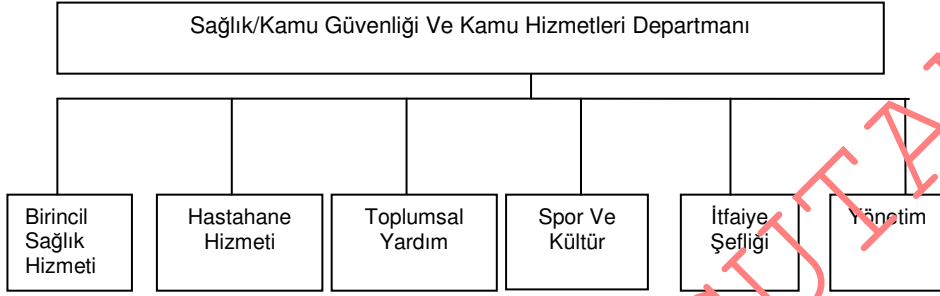 Sağlık/Kamu Güvenliği Ve Kamu Hizmetleri Departmanı
Birincil
Sağlık
Hizmeti
Hastahane
Hizmeti
Toplumsal
Yardım
Spor Ve
Kültür
İtfaiye
Şefliği
Yönetim